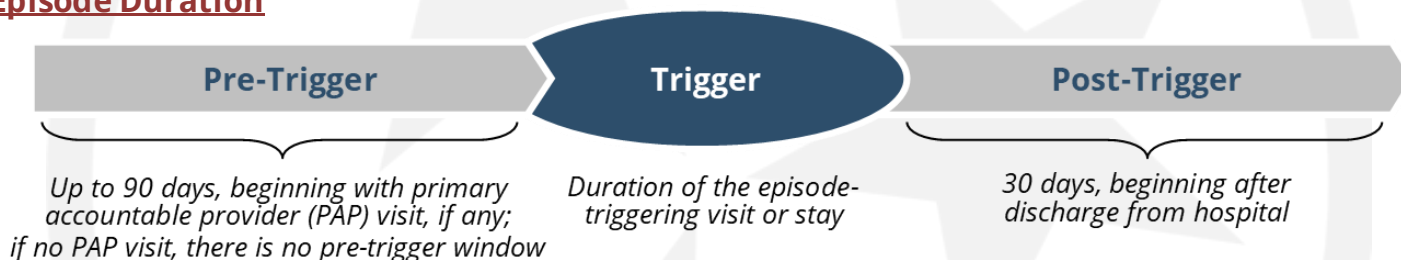 Episode Duration
Pre-Trigger
Trigger
Post-Trigger
Up to 90 days, beginning with primary
accountable provider (PAP) visit, if any;
if no PAP visit, there is no pre-trigger window
Duration of the episode-
triggering visit or stay
30 days, beginning after
discharge from hospital